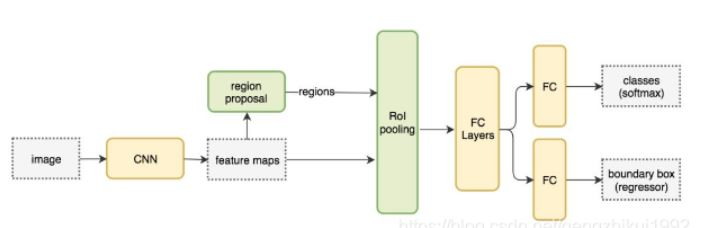 region
proposal
regions
image
CNN
feature maps
RoI
pooling
FC
Layers
FC
classes
(softmax)
FC
boundary box
(regressor)